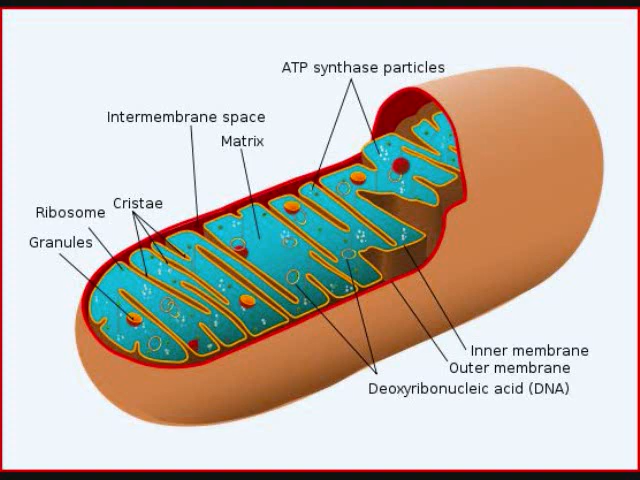 ATP synthase particles
Intermembrane space
Matrix
Cristae
Ribosome
Granules
Inner membrane
Outer membrane
Deoxyribonucleic acid (DNA)